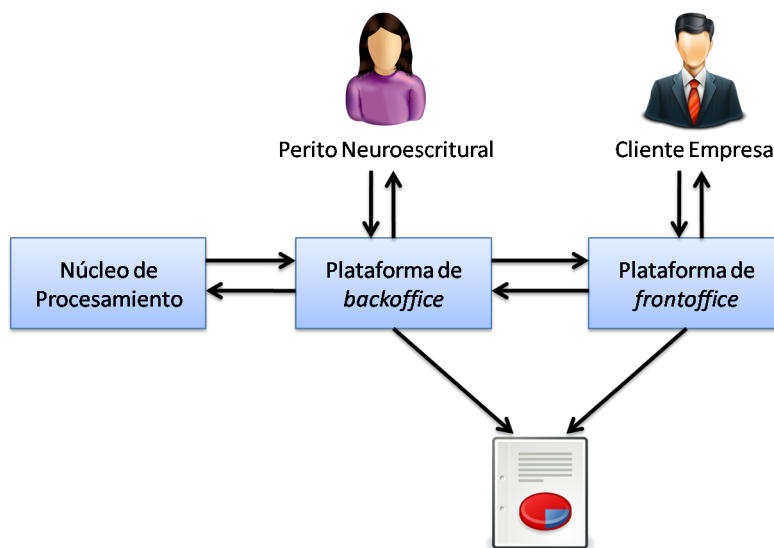 Perito Neuroescritural
Cliente Empresa
Núcleo de
Procesamiento
Plataforma de
backoffice
Plataforma de
frontoffice